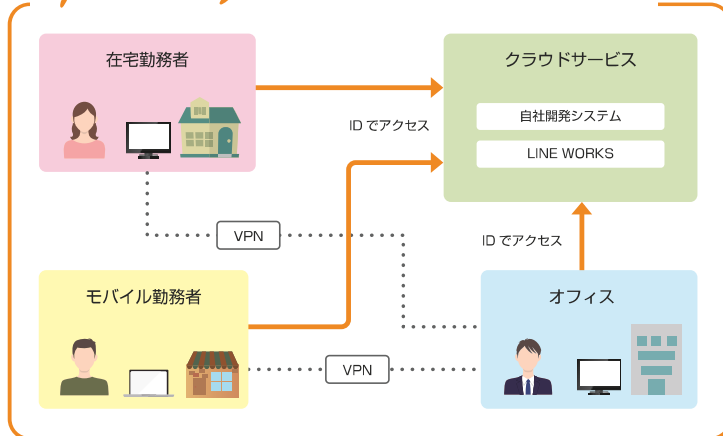 在宅勤務者
クラウドサービス
自社開発システム
IDでアクセス
LINE WORKS
VPN
IDでアクセス
モバイル勤務者
オフィス
VPN